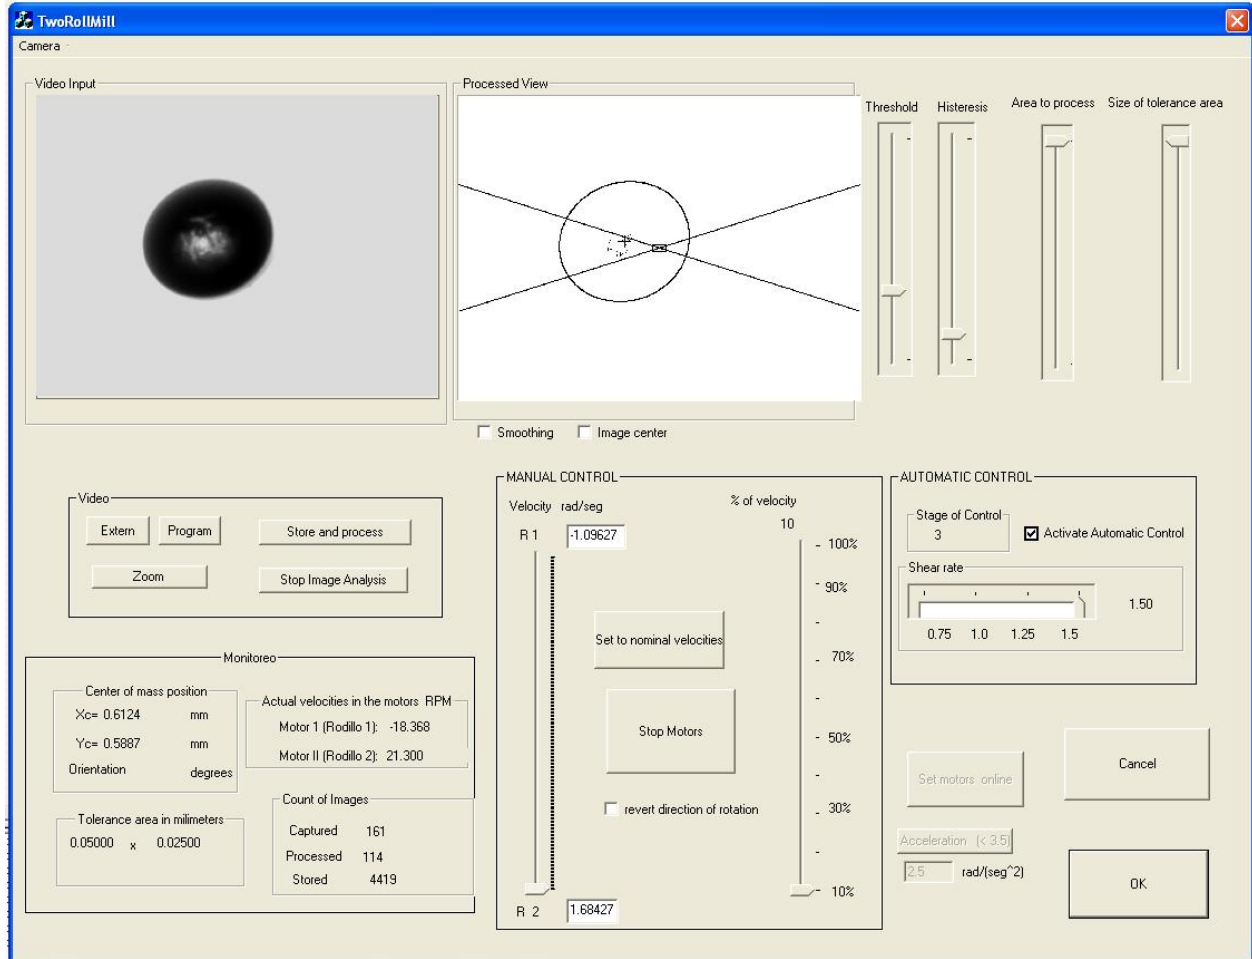 TwoRollMill
Camera
Video Input
Processed View
Threshold
Histeresis
Area to process
Size of tolerance area
Smoothing
Image center
Video
Extern
Program
Store and process
Zoom
Stop Image Analysis
MANUAL CONTROL
Velocity rad/seg
% of velocity
R 1
-1.09627
10
100%
90%
Set to nominal velocities
70%
Stop Motors
50%
revert direction of rotation
30%
10%
R 2
1.68427
AUTOMATIC CONTROL
Stage of Control
3
Activate Automatic Control
Shear rate
1.50
0.75 1.0 1.25 1.5
Monitoreo
Center of mass position
Xc= 0.6124 mm
Yc= 0.5887 mm
Orientation degrees
Actual velocities in the motors RPM
Motor 1 (Rodillo 1): -18.368
Motor II (Rodillo 2): 21.300
Tolerance area in milimeters
0.05000 x 0.02500
Count of Images
Captured 161
Processed 114
Stored 4419
Set motors online
Cancel
Acceleration (< 3.5)
2.5 rad/(seg^2)
OK